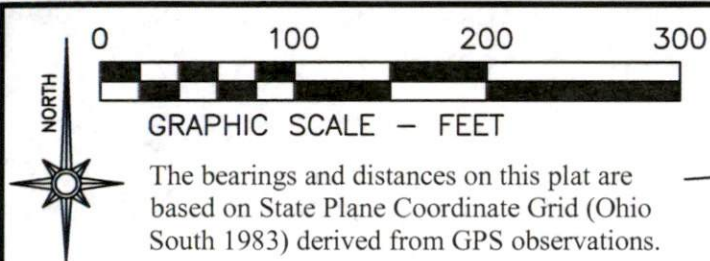 0 100 200 300
NORTH
GRAPHIC SCALE – FEET
The bearings and distances on this plat are
based on State Plane Coordinate Grid (Ohio
South 1983) derived from GPS observations.